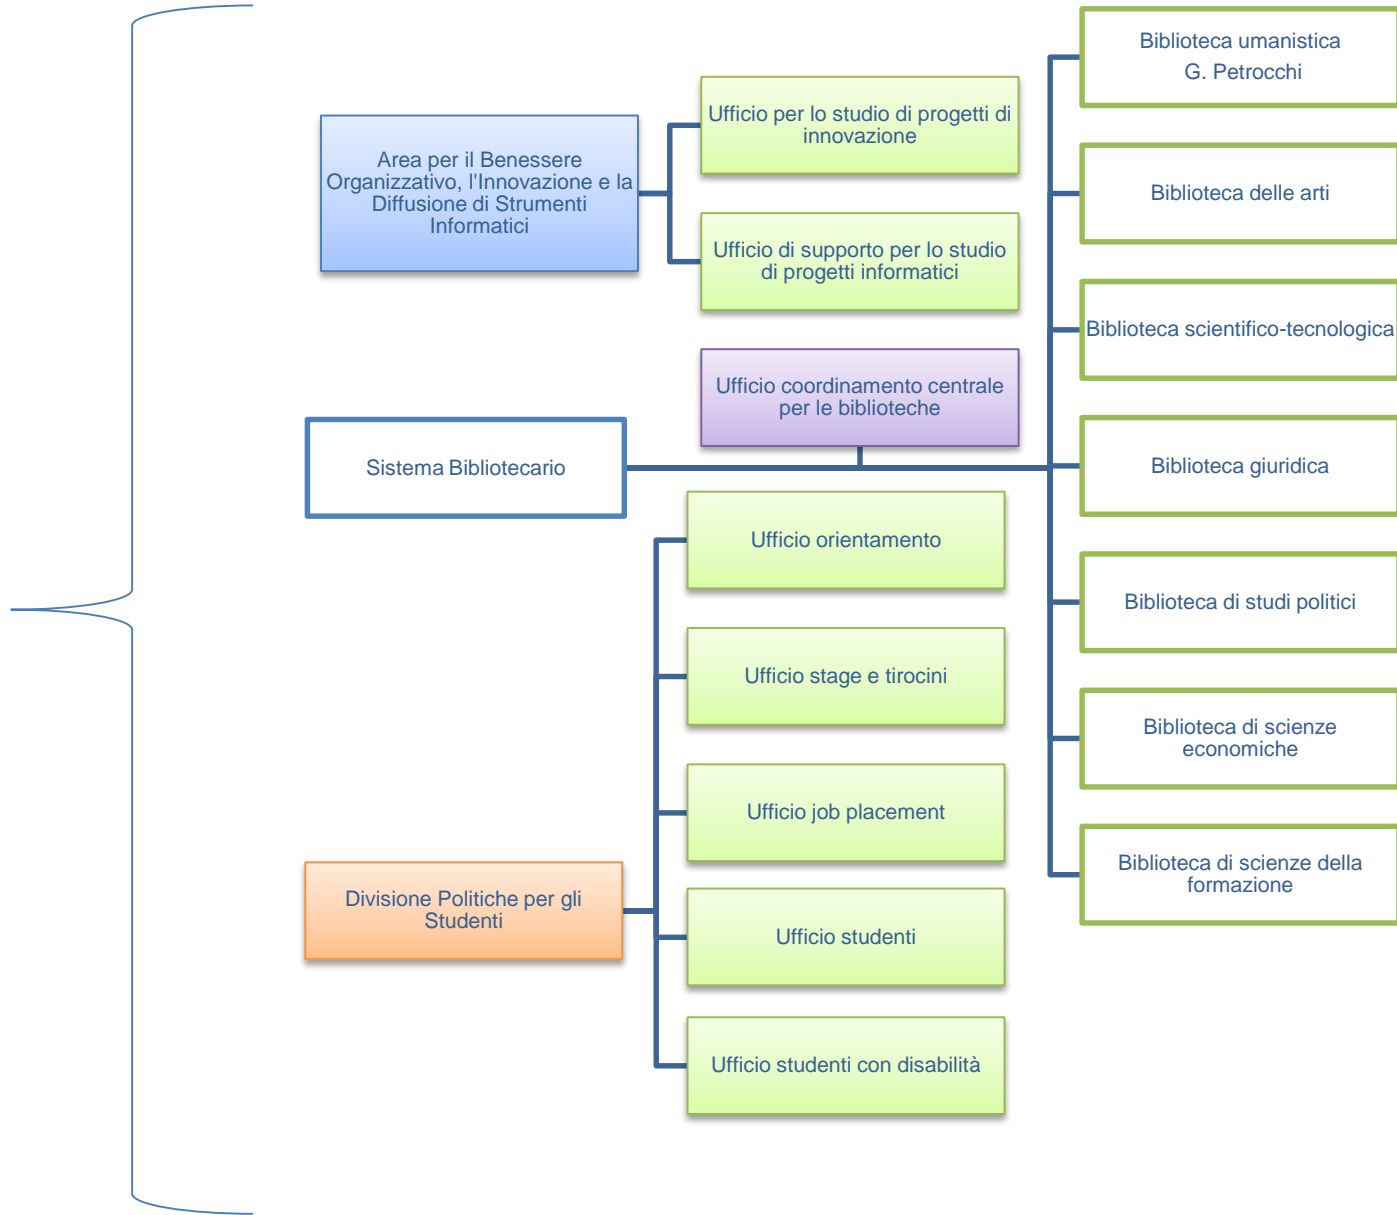 Area per il Benessere
Organizzativo, l'Innovazione e la
Diffusione di Strumenti
Informatici
Ufficio per lo studio di progetti di
innovazione
Ufficio di supporto per lo studio
di progetti informatici
Sistema Bibliotecario
Ufficio coordinamento centrale
per le biblioteche
Biblioteca umanistica
G. Petrocchi
Biblioteca delle arti
Biblioteca scientifico-tecnologica
Biblioteca giuridica
Biblioteca di studi politici
Biblioteca di scienze
economiche
Biblioteca di scienze della
formazione
Divisione Politiche per gli
Studenti
Ufficio orientamento
Ufficio stage e tirocini
Ufficio job placement
Ufficio studenti
Ufficio studenti con disabilità